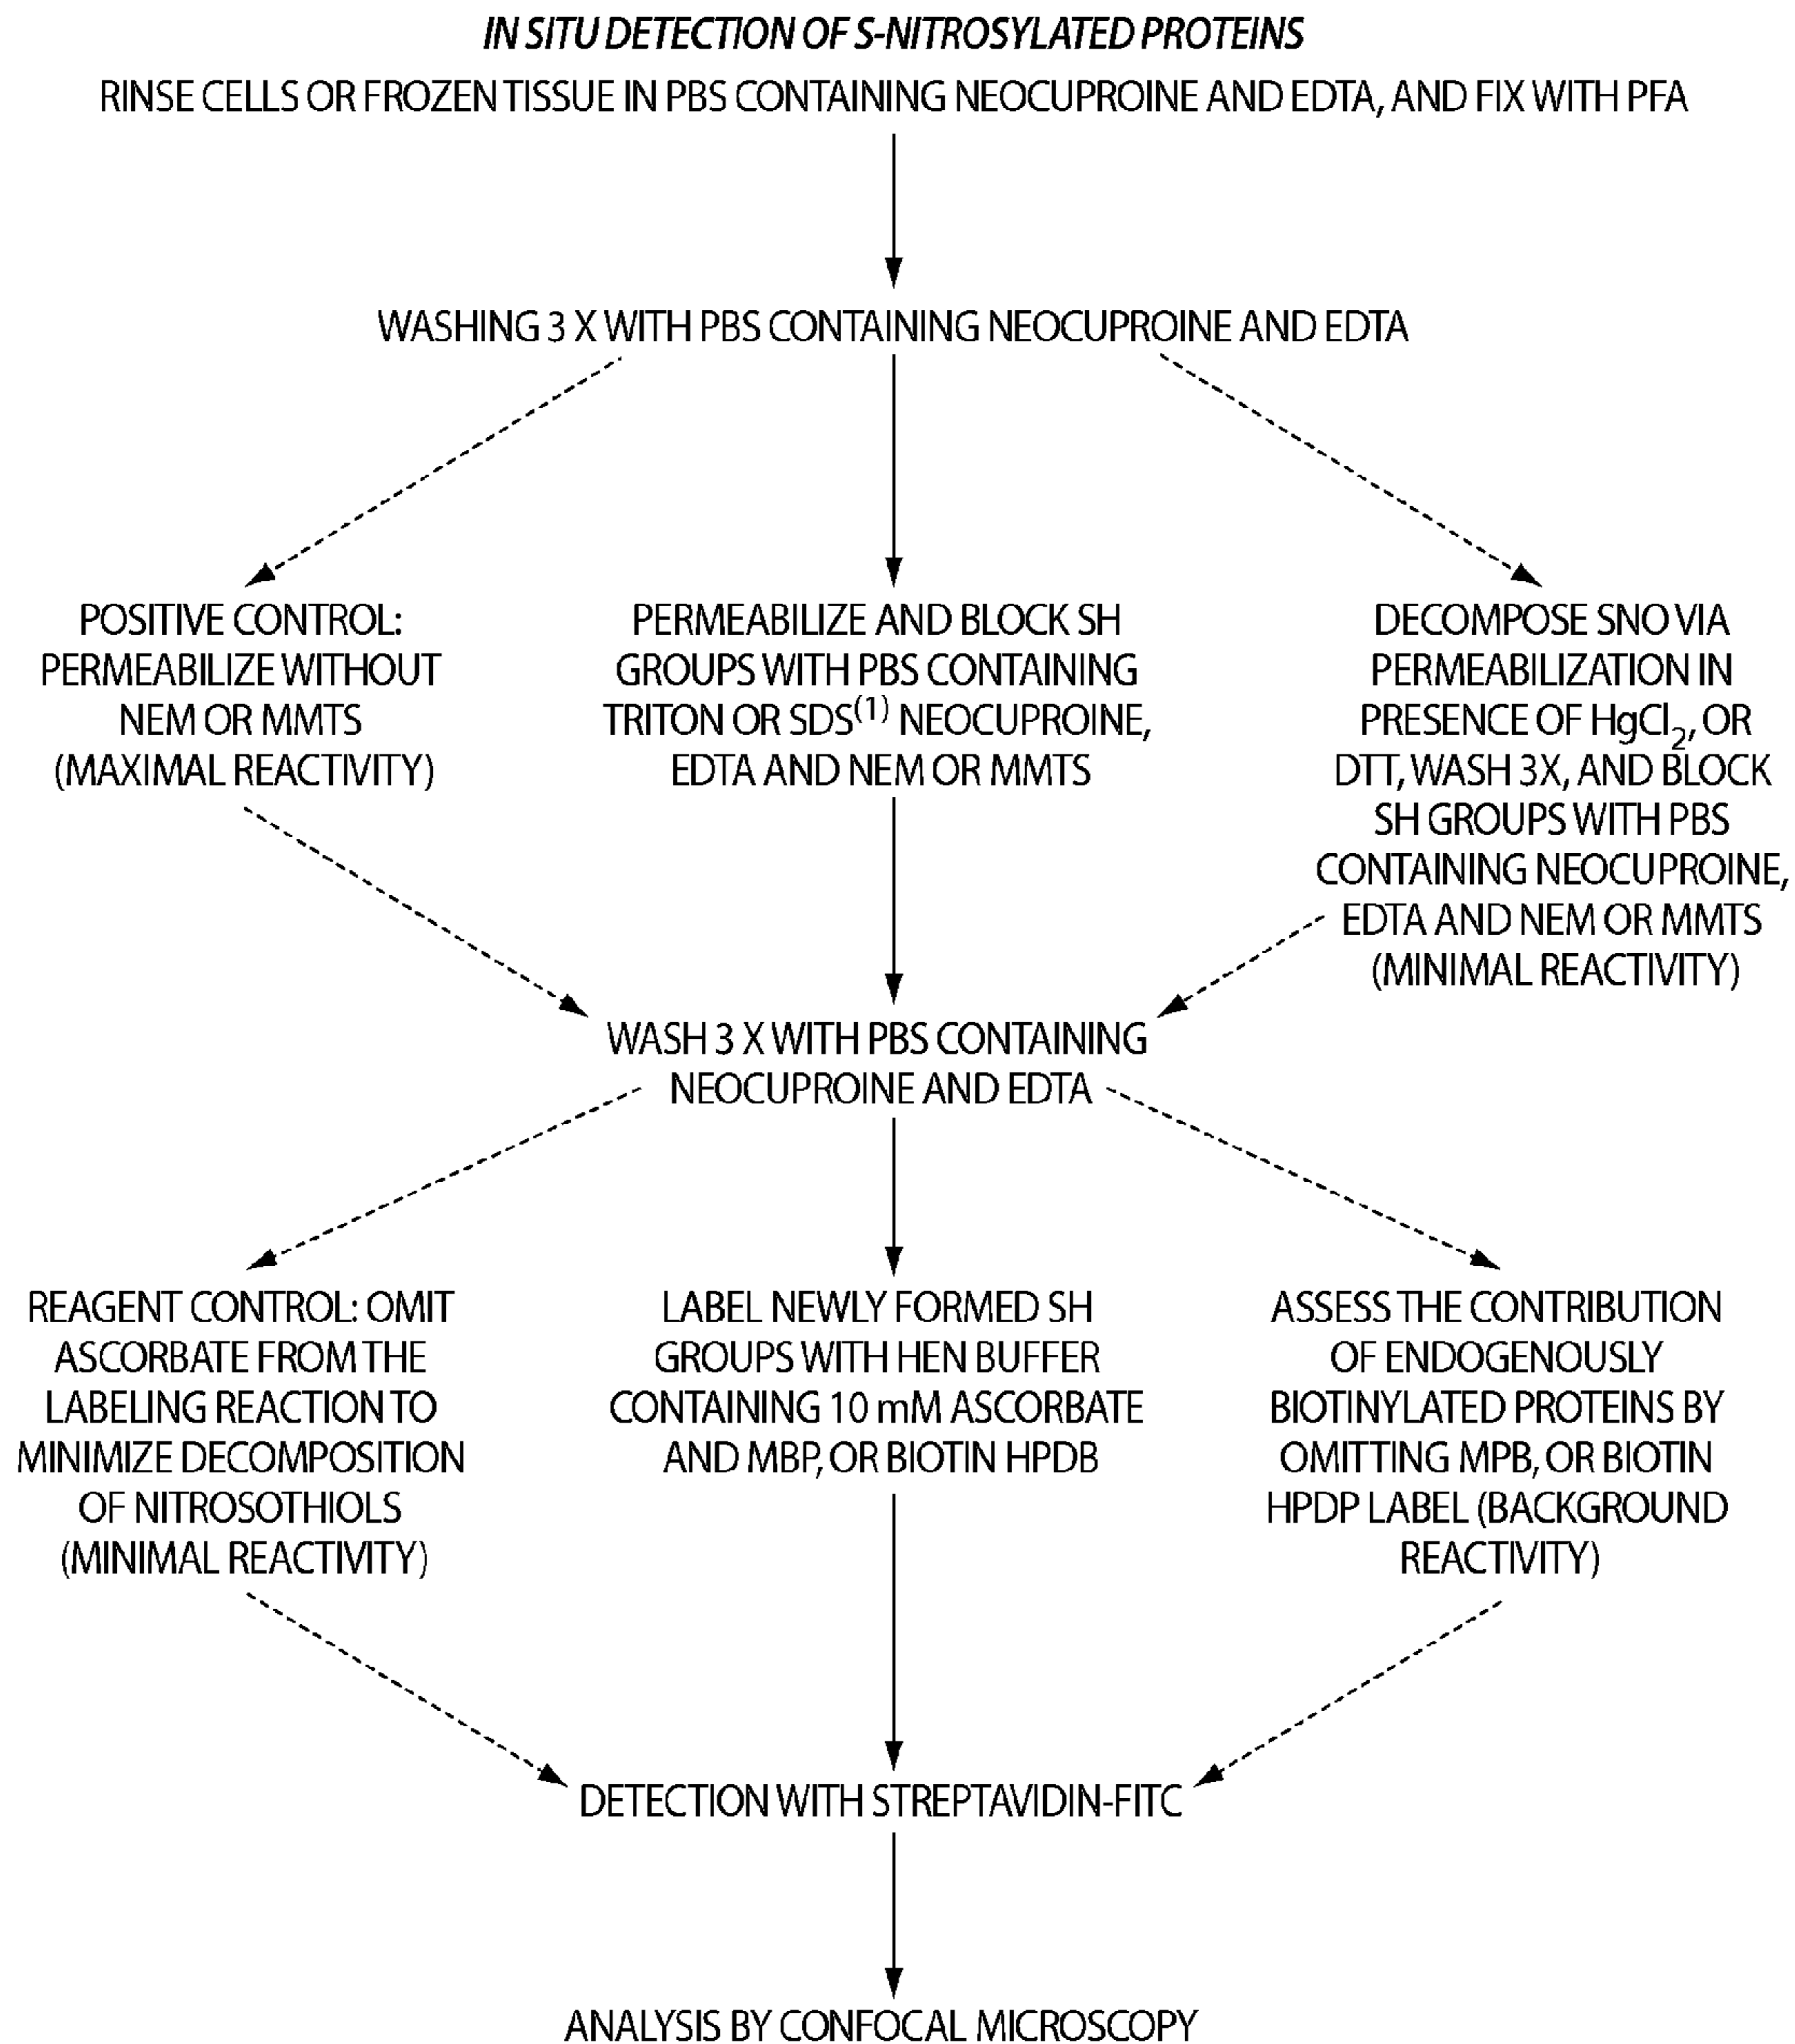 IN SITU DETECTION OF S-NITROSYLATED PROTEINS
RINSE CELLS OR FROZEN TISSUE IN PBS CONTAINING NEOCUPROINE AND EDTA, AND FIX WITH PFA
WASHING 3 X WITH PBS CONTAINING NEOCUPROINE AND EDTA
POSITIVE CONTROL:
PERMEABILIZE WITHOUT
NEM OR MMTS
(MAXIMAL REACTIVITY)
PERMEABILIZE AND BLOCK SH
GROUPS WITH PBS CONTAINING
TRITON OR SDS(1) NEOCUPROINE,
EDTA AND NEM OR MMTS
DECOMPOSE SNO VIA
PERMEABILIZATION IN
PRESENCE OF HgCl2, OR
DTT, WASH 3X, AND BLOCK
SH GROUPS WITH PBS
CONTAINING NEOCUPROINE,
EDTA AND NEM OR MMTS
(MINIMAL REACTIVITY)
WASH 3 X WITH PBS CONTAINING
NEOCUPROINE AND EDTA
REAGENT CONTROL: OMIT
ASCORBATE FROM THE
LABELING REACTION TO
MINIMIZE DECOMPOSITION
OF NITROSOTHIOLS
(MINIMAL REACTIVITY)
LABEL NEWLY FORMED SH
GROUPS WITH HEN BUFFER
CONTAINING 10 mM ASCORBATE
AND MBP, OR BIOTIN HPDB
ASSESS THE CONTRIBUTION
OF ENDOGENOUSLY
BIOTINYLATED PROTEINS BY
OMITTING MPB, OR BIOTIN
HPDP LABEL (BACKGROUND
REACTIVITY)
DETECTION WITH STREPTAVIDIN-FITC
ANALYSIS BY CONFOCAL MICROSCOPY